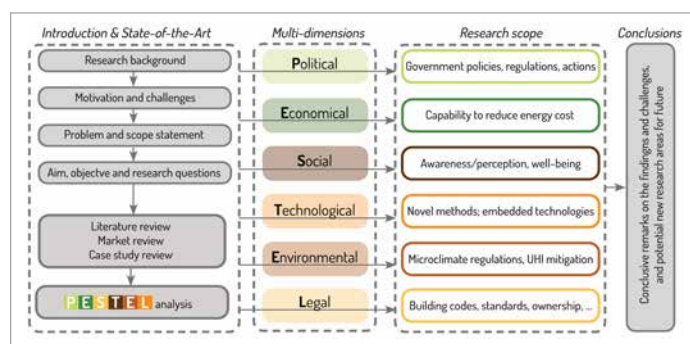 Introduction & State-of-the-Art
Research background
Motivation and challenges
Problem and scope statement
Aim, objectve and research questions
Literature review
Market review
Case study review
PESTEL analysis
Multi-dimensions
Political
Economical
Social
Technological
Environmental
Legal
Research scope
Government policies, regulations, actions
Capability to reduce energy cost
Awareness/perception, well-being
Novel methods; embedded technologies
Microclimate regulations, UHI mitigation
Building codes, standards, ownership, ...
Conclusions
Conclusive remarks on the findingns and challenges,
and potential new research areas for future